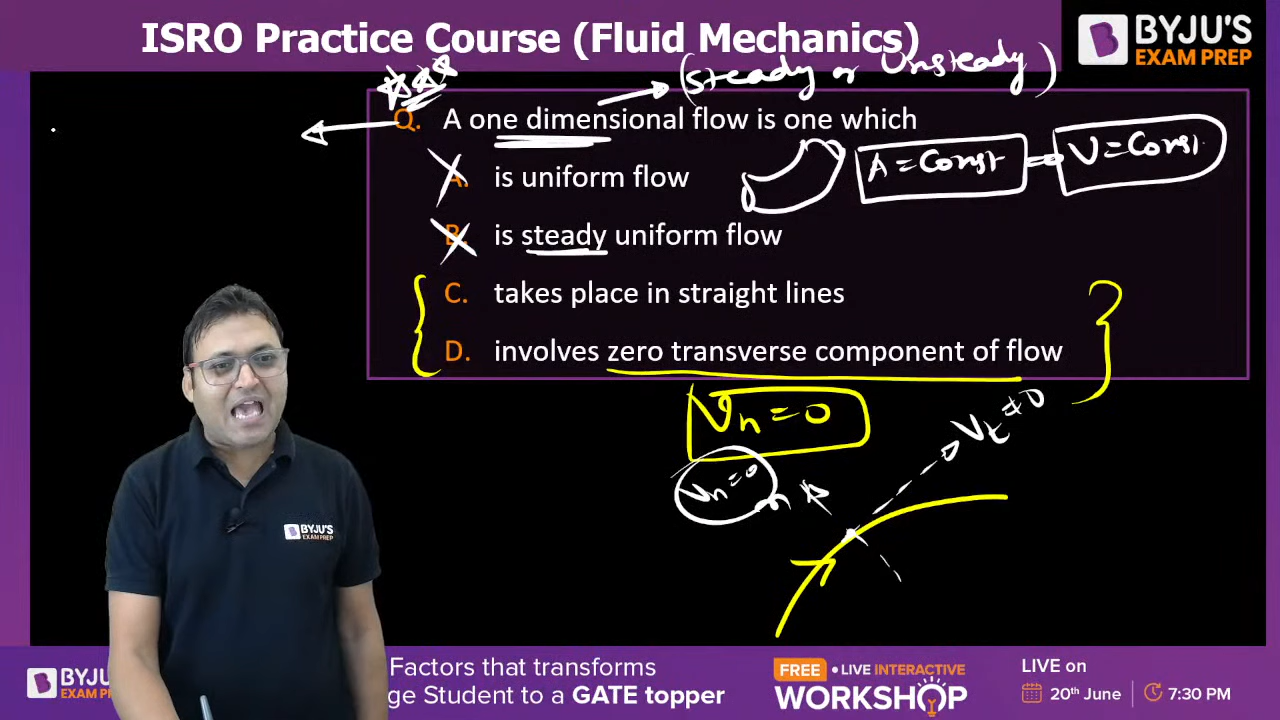 ISRO Practice Course (Fluid Mechanics)
BYJU'S
EXAM PREP
(Steady or Unsteady)
Q. A one dimensional flow is one which
A. is uniform flow
A = Const
V = Const
B. is steady uniform flow
C. takes place in straight lines
D. involves zero transverse component of flow
Vn = 0
Vt ≠ 0
Vn = 0
BYJU'S
EXAM PREP
BYJU'S
EXAM PREP
Factors that transforms
ge Student to a GATE topper
FREE • LIVE INTERACTIVE
WORKSHOP
LIVE on
20th June | 7:30 PM